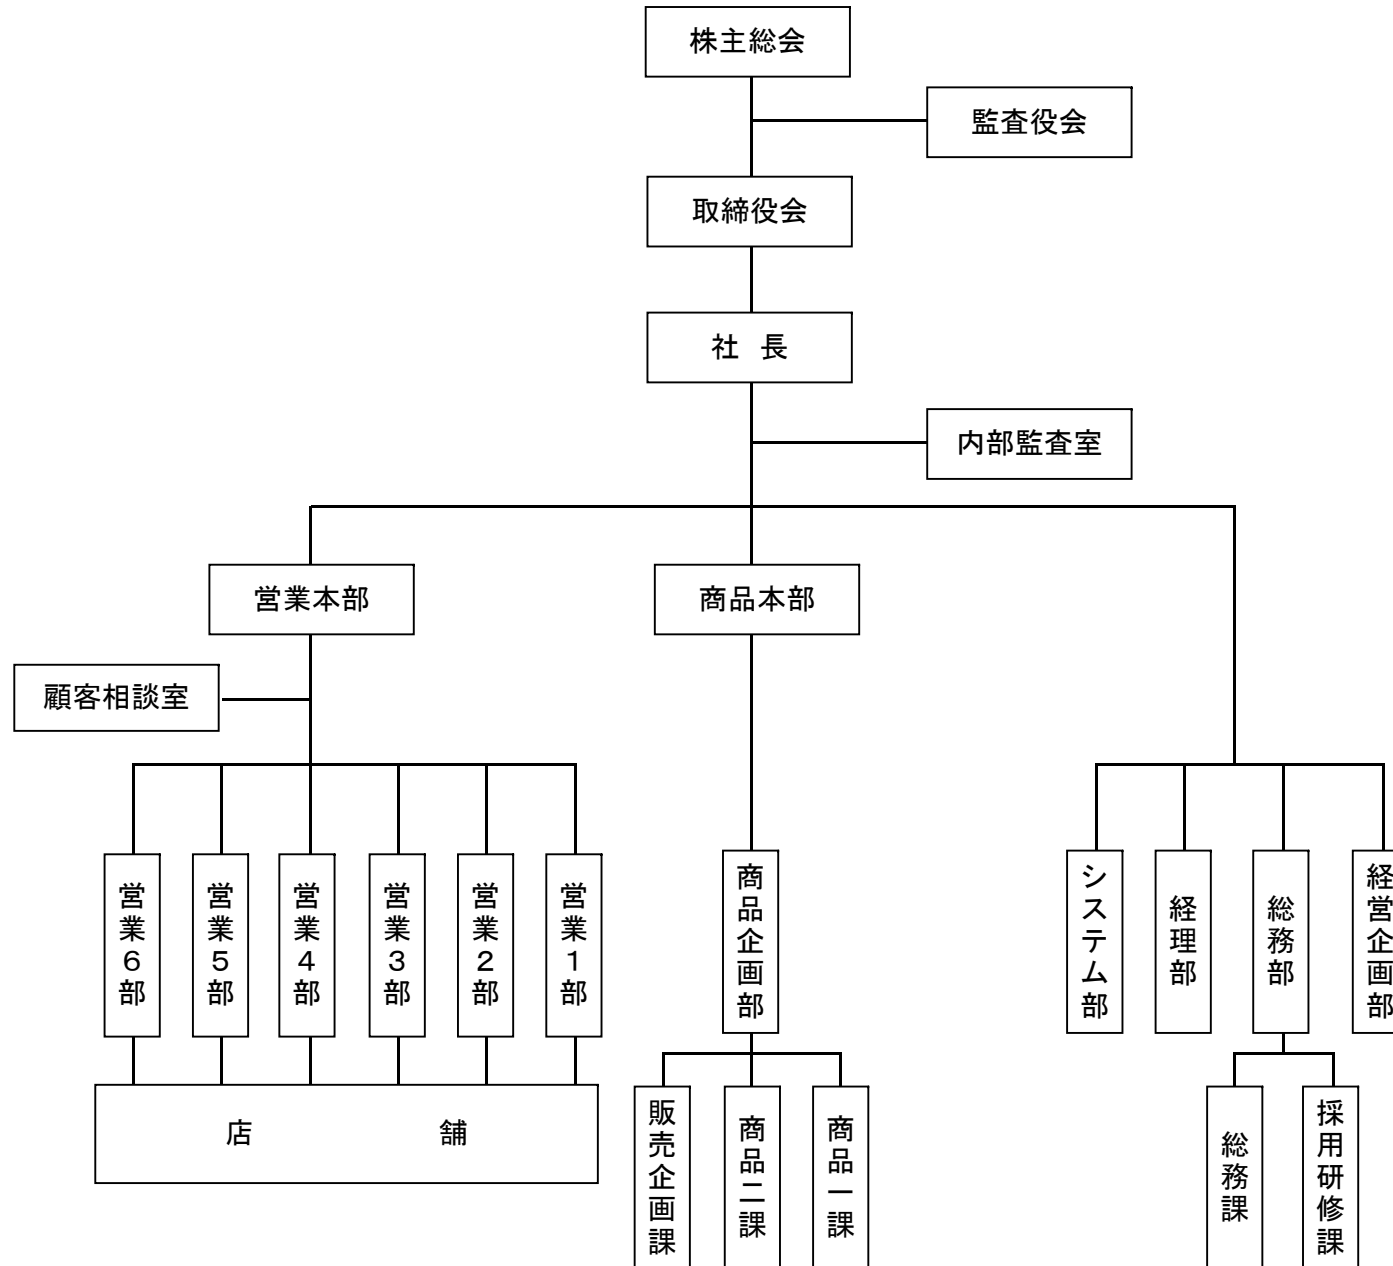 株主総会
監査役会
取締役会
社 長
内部監査室
営業本部
商品本部
顧客相談室
営業6部
営業5部
営業4部
営業3部
営業2部
営業1部
商品企画部
システム部
経理部
総務部
経営企画部
店 舗
販売企画課
商品二課
商品一課
総務課
採用研修課